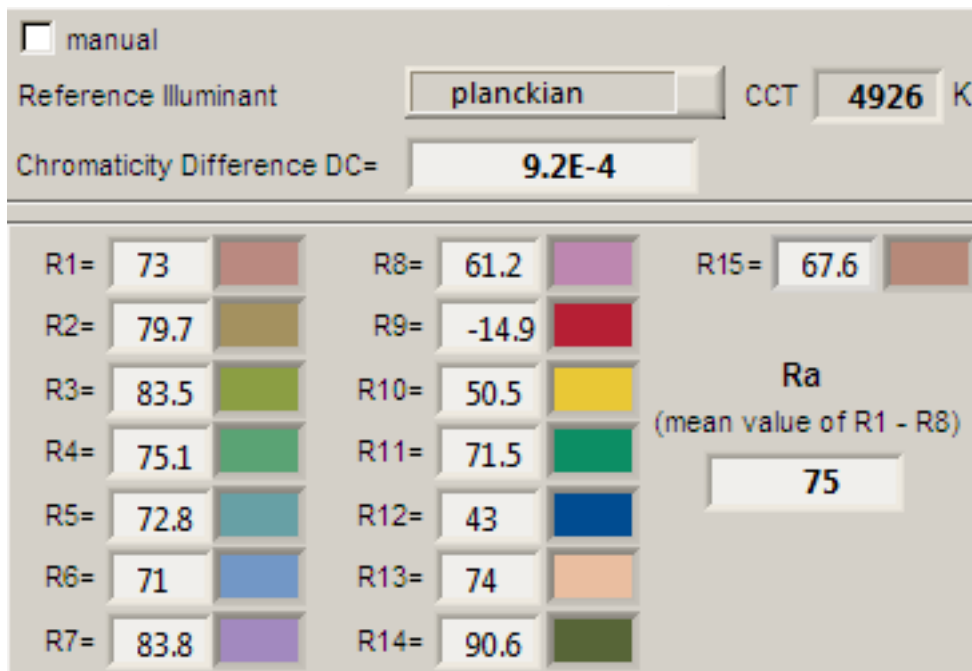 manual
Reference Illuminant planckian CCT 4926 K
Chromaticity Difference DC= 9.2E-4
R1= 73 R8= 61.2 R15= 67.6
R2= 79.7 R9= -14.9
R3= 83.5 R10= 50.5 Ra
(mean value of R1 - R8)
R4= 75.1 R11= 71.5 75
R5= 72.8 R12= 43
R6= 71 R13= 74
R7= 83.8 R14= 90.6